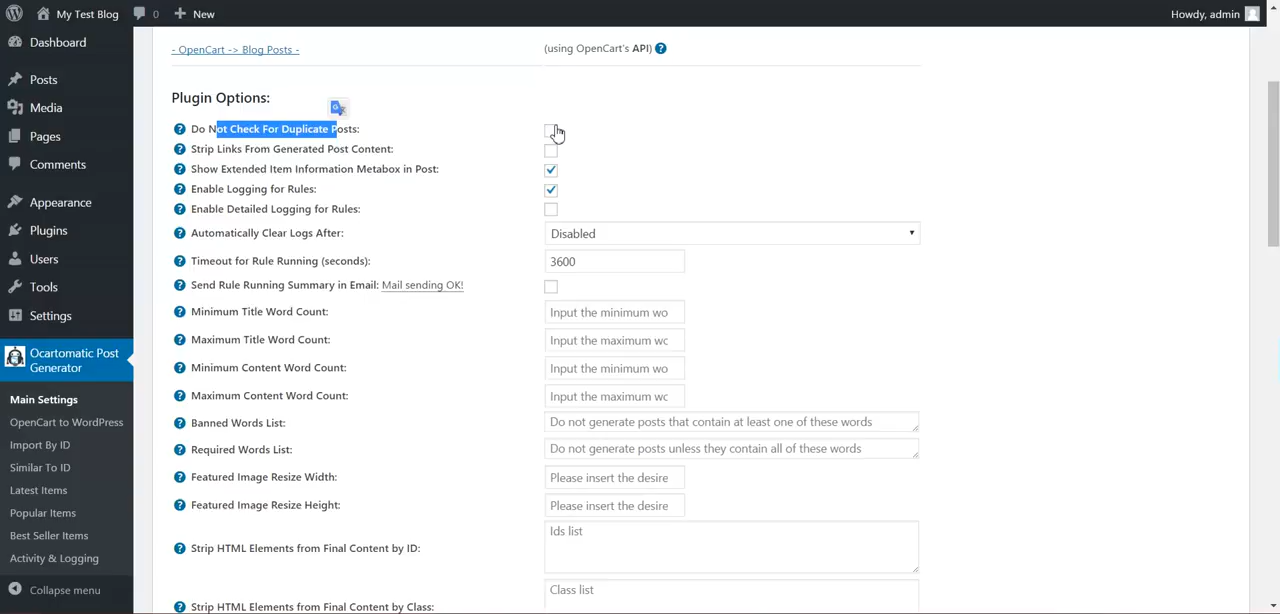 My Test Blog
0
New
Howdy, admin
Dashboard
Posts
Media
Pages
Comments
Appearance
Plugins
Users
Tools
Settings
Ocartomatic Post
Generator
Main Settings
OpenCart to WordPress
Import By ID
Similar To ID
Latest Items
Popular Items
Best Seller Items
Activity & Logging
Collapse menu
- OpenCart -> Blog Posts -
(using OpenCart's API)
Plugin Options:
Do Not Check For Duplicate Posts:
Strip Links From Generated Post Content:
Show Extended Item Information Metabox in Post:
Enable Logging for Rules:
Enable Detailed Logging for Rules:
Automatically Clear Logs After:
Disabled
Timeout for Rule Running (seconds):
3600
Send Rule Running Summary in Email: Mail sending OK!
Minimum Title Word Count:
Input the minimum wo
Maximum Title Word Count:
Input the maximum wc
Minimum Content Word Count:
Input the minimum wo
Maximum Content Word Count:
Input the maximum wc
Banned Words List:
Do not generate posts that contain at least one of these words
Required Words List:
Do not generate posts unless they contain all of these words
Featured Image Resize Width:
Please insert the desire
Featured Image Resize Height:
Please insert the desire
Strip HTML Elements from Final Content by ID:
Ids list
Strip HTML Elements from Final Content by Class:
Class list